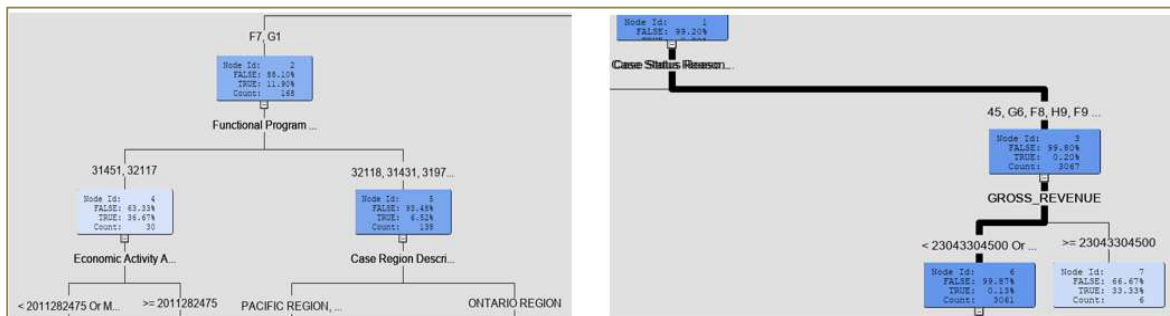 F7, G1
Node Id: 2
FALSE: 88.10%
TRUE: 11.90%
Count: 168
Functional Program ...
31451, 32117
32118, 31431, 3197...
Node Id: 4
FALSE: 63.33%
TRUE: 36.67%
Count: 30
Node Id: 5
FALSE: 93.48%
TRUE: 6.52%
Count: 138
Economic Activity A...
Case Region Descri...
< 2011282475 Or M...
>= 2011282475
PACIFIC REGION, ...
ONTARIO REGION
Node Id: 1
FALSE: 99.20%
Case Status Reason...
45, G6, F8, H9, F9 ...
Node Id: 3
FALSE: 99.80%
TRUE: 0.20%
Count: 3067
GROSS_REVENUE
< 23043304500 Or ...
>= 23043304500
Node Id: 6
FALSE: 99.87%
TRUE: 0.13%
Count: 3061
Node Id: 7
FALSE: 66.67%
TRUE: 33.33%
Count: 6